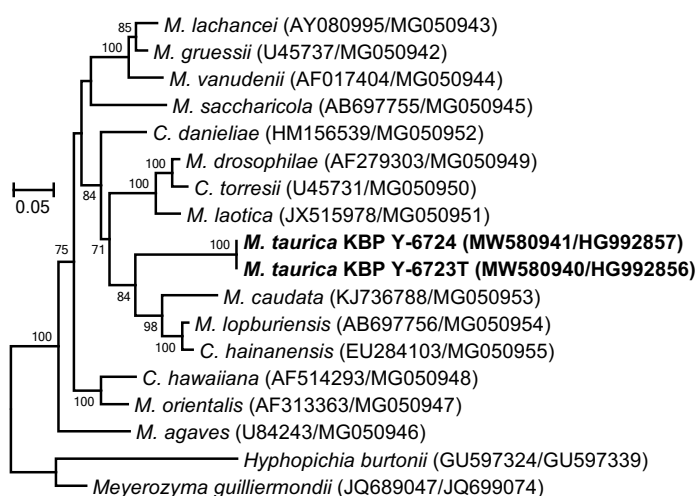 85
M. lachancei (AY080995/MG050943)
100
M. gruessii (U45737/MG050942)
M. vanudenii (AF017404/MG050944)
M. saccharicola (AB697755/MG050945)
C. danieliae (HM156539/MG050952)
100
M. drosophilae (AF279303/MG050949)
0.05
84
100
C. torresii (U45731/MG050950)
M. laotica (JX515978/MG050951)
75
71
100
M. taurica KBP Y-6724 (MW580941/HG992857)
M. taurica KBP Y-6723T (MW580940/HG992856)
84
M. caudata (KJ736788/MG050953)
98
M. lopburiensis (AB697756/MG050954)
100
100
C. hainanensis (EU284103/MG050955)
C. hawaiiana (AF514293/MG050948)
100
M. orientalis (AF313363/MG050947)
M. agaves (U84243/MG050946)
Hyphopichia burtonii (GU597324/GU597339)
Meyerozyma guilliermondii (JQ689047/JQ699074)